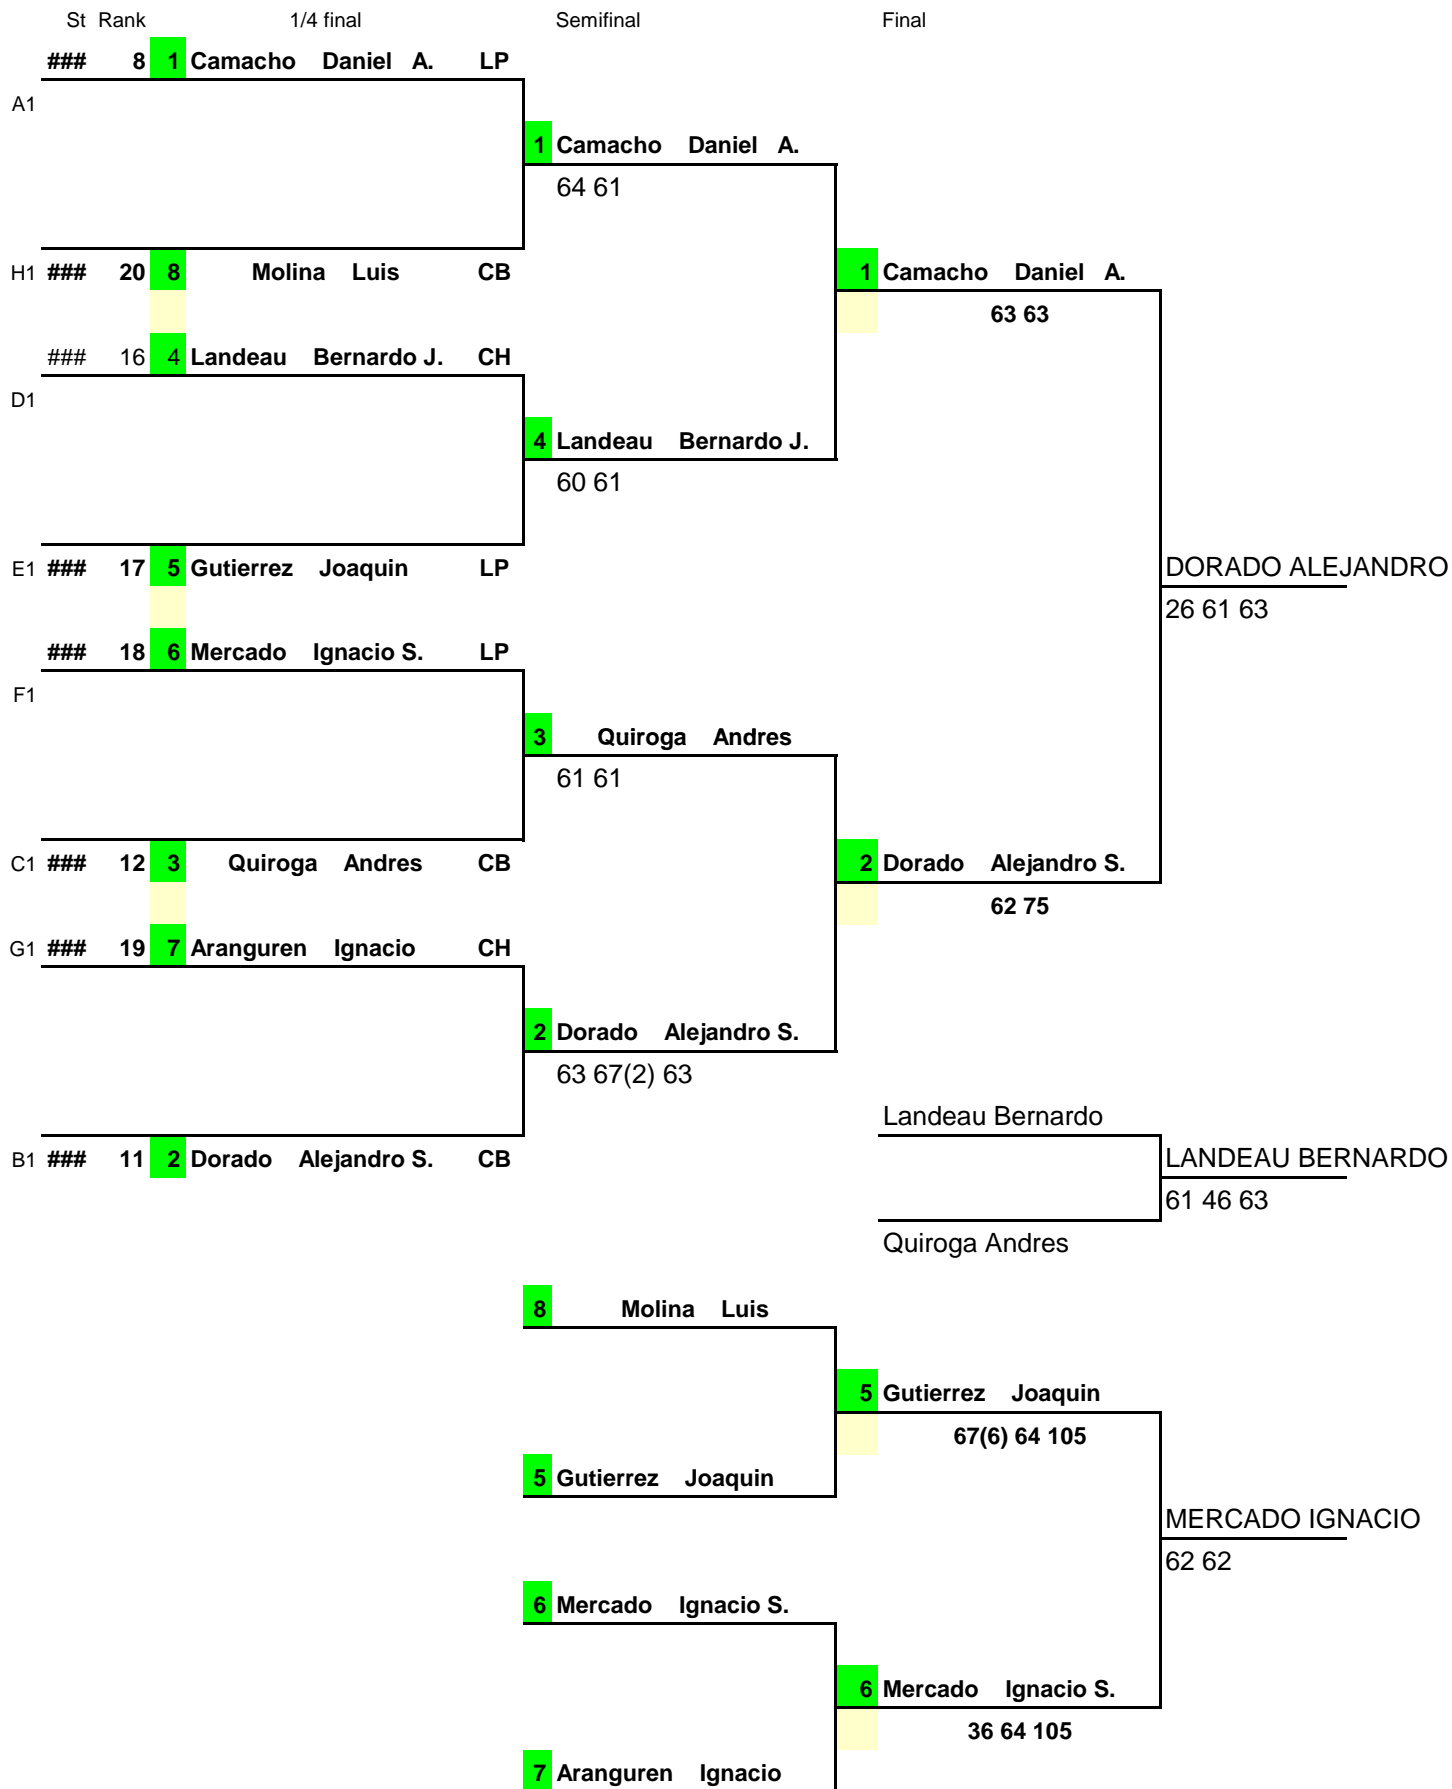 St Rank 1/4 final Semifinal Final
### 8 1 Camacho Daniel A. LP
A1
1 Camacho Daniel A.
64 61
H1 ### 20 8 Molina Luis CB
1 Camacho Daniel A.
63 63
### 16 4 Landeau Bernardo J. CH
D1
4 Landeau Bernardo J.
60 61
E1 ### 17 5 Gutierrez Joaquin LP
DORADO ALEJANDRO
26 61 63
### 18 6 Mercado Ignacio S. LP
F1
3 Quiroga Andres
61 61
C1 ### 12 3 Quiroga Andres CB
2 Dorado Alejandro S.
62 75
G1 ### 19 7 Aranguren Ignacio CH
2 Dorado Alejandro S.
63 67(2) 63
Landeau Bernardo
B1 ### 11 2 Dorado Alejandro S. CB
LANDEAU BERNARDO
61 46 63
Quiroga Andres
8 Molina Luis
5 Gutierrez Joaquin
67(6) 64 105
5 Gutierrez Joaquin
MERCADO IGNACIO
62 62
6 Mercado Ignacio S.
6 Mercado Ignacio S.
36 64 105
7 Aranguren Ignacio